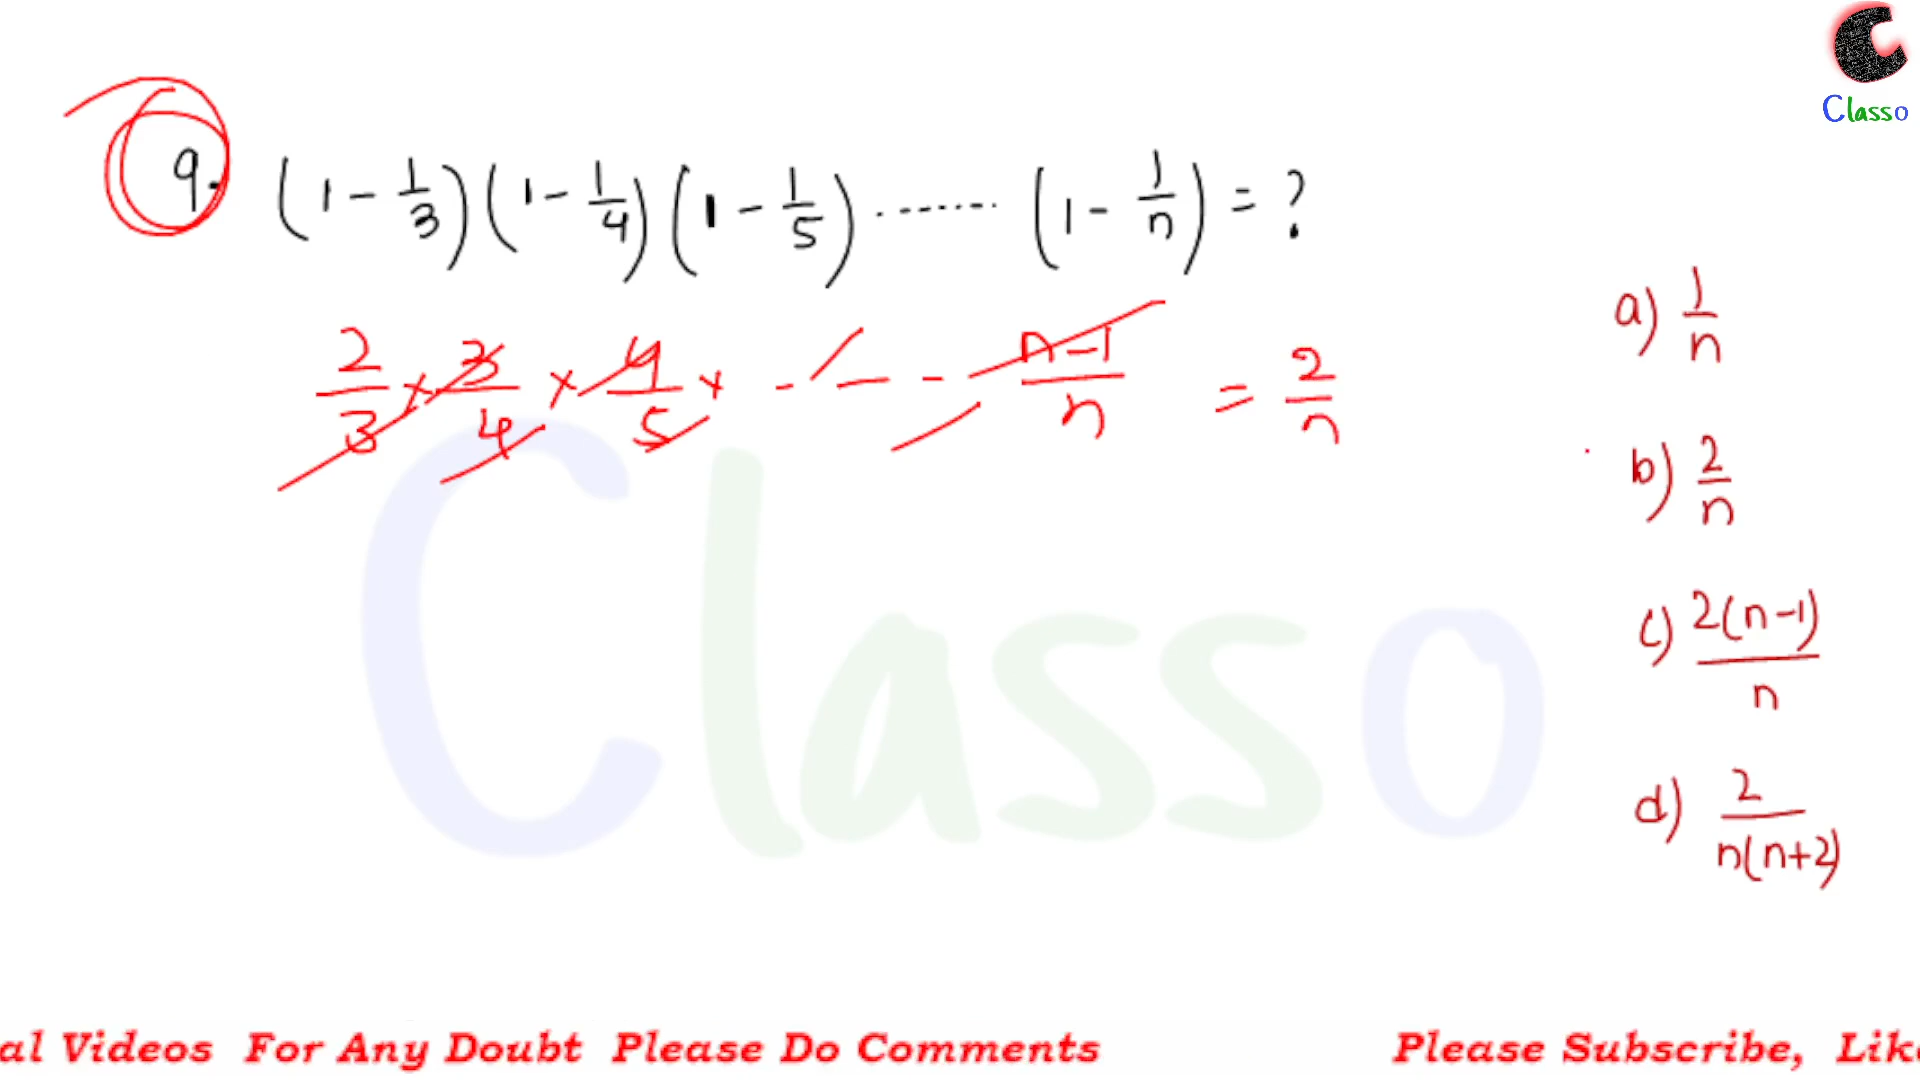 Classo
9. (1 - 1/3) (1 - 1/4) (1 - 1/5) ........ (1 - 1/n) = ?
2/3 × 3/4 × 4/5 × - - - n-1/n = 2/n
a) 1/n
b) 2/n
c) 2(n-1)/n
d) 2/n(n+2)
Classo
al Videos For Any Doubt Please Do Comments Please Subscribe, Lik